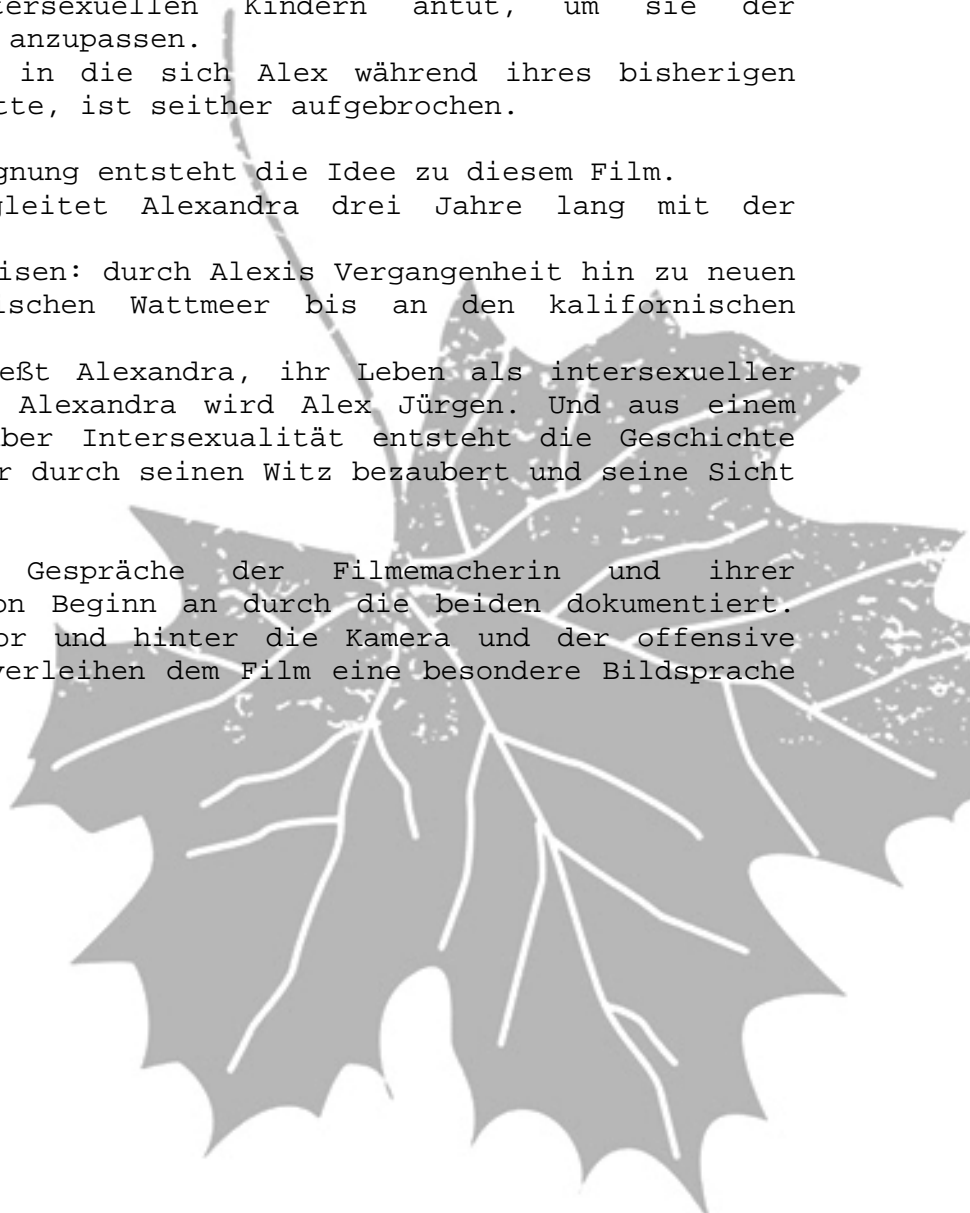 tersexuellen Kindern antut, um sie der
anzupassen.
in die sich Alex während ihres bisherigen
tte, ist seither aufgebrochen.
gnung entsteht die Idee zu diesem Film.
gleitet Alexandra drei Jahre lang mit der
isen: durch Alexis Vergangenheit hin zu neuen
ischen Wattmeer bis an den kalifornischen
eßt Alexandra, ihr Leben als intersexueller
Alexandra wird Alex Jürgen. Und aus einem
ber Intersexualität entsteht die Geschichte
r durch seinen Witz bezaubert und seine Sicht
Gespräche der Filmemacherin und ihrer
on Beginn an durch die beiden dokumentiert.
or und hinter die Kamera und der offensive
verleihen dem Film eine besondere Bildsprache